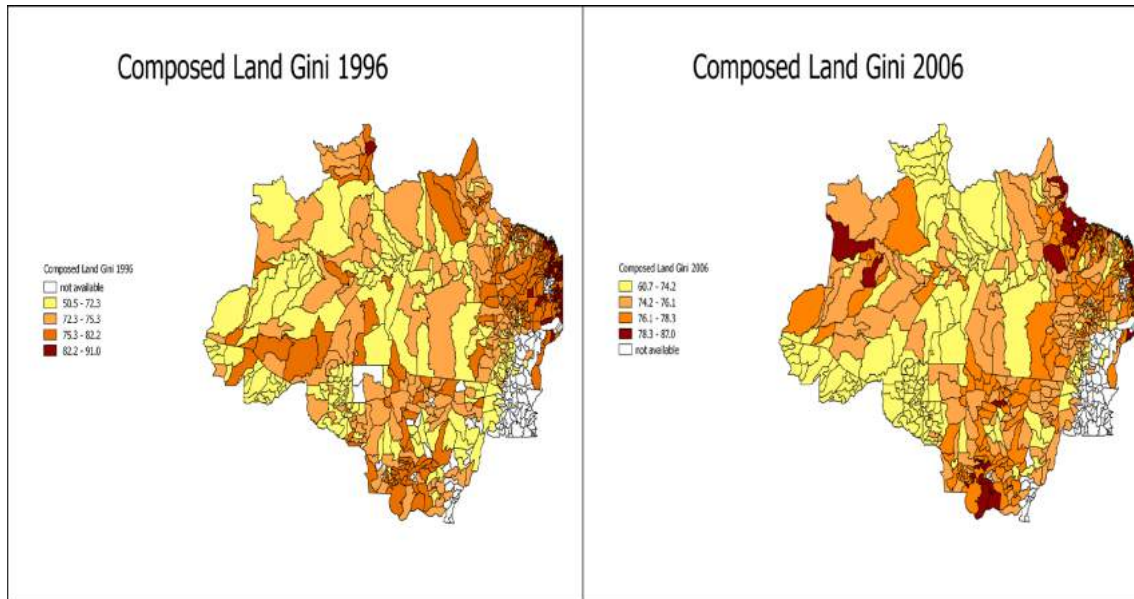 Composed Land Gini 1996
Composed Land Gini 1996
not available
50.5 - 72.3
72.3 - 75.3
75.3 - 82.2
82.2 - 91.0
Composed Land Gini 2006
Composed Land Gini 2006
60.7 - 74.2
74.2 - 76.1
76.1 - 78.3
78.3 - 87.0
not available